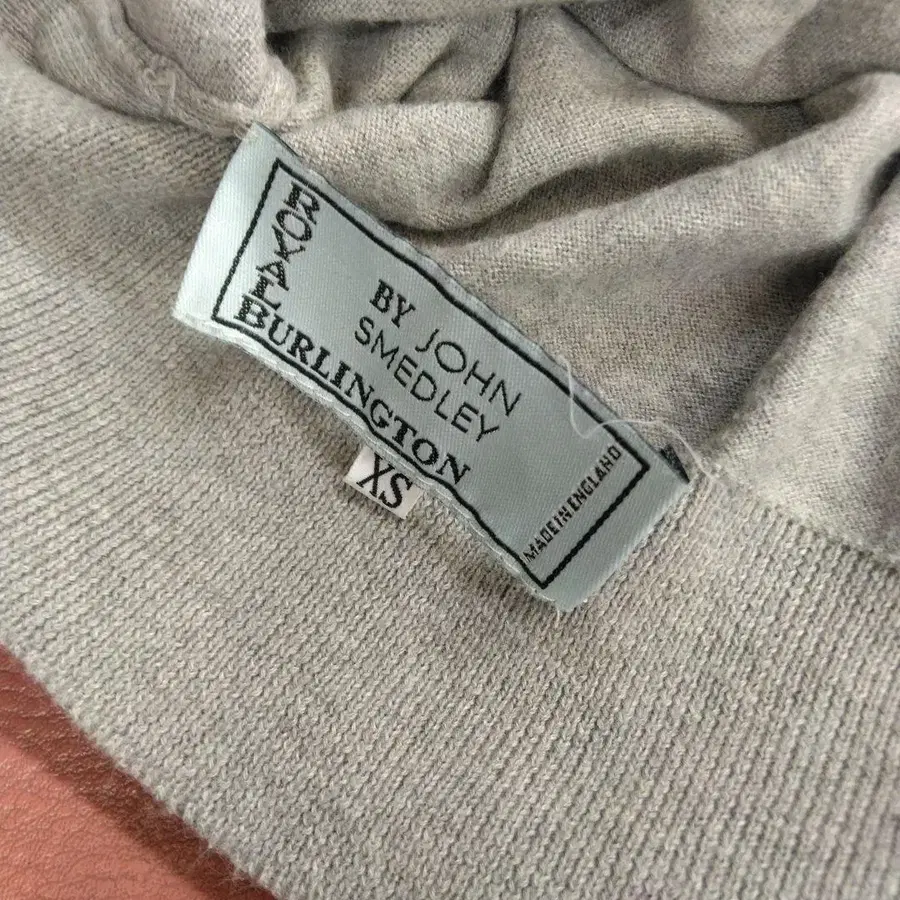 ROYAL
BURLINGTON
BY JOHN
SMEDLEY
MADE IN ENGLAND
XS